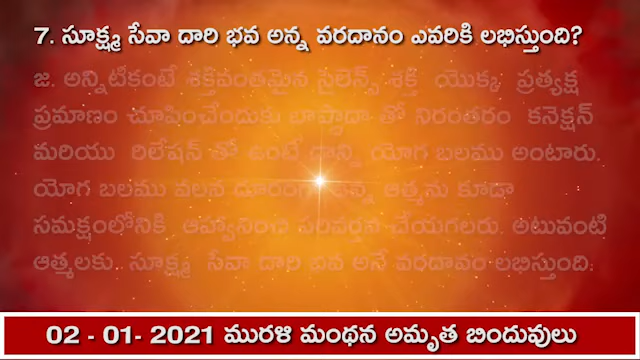 7. సూక్ష్మ సేవా దారి భవ అన్న వరదానం ఎవరికి లభిస్తుంది?
జ. అన్నిటికంటే శక్తివంతమైన సైలెన్స్ శక్తి యొక్క ప్రత్యక్ష
ప్రమాణం చూపించేందుకు బాప్దాదా తో నిరంతరం కనెక్షన్
మరియు రిలేషన్ తో ఉంటే దాన్ని యోగ బలము అంటారు.
యోగ బలము వలన దూరంగా ఉన్న ఆత్మను కూడా
సమక్షంలోనికి ఆహ్వానించి పరివర్తన చేయగలరు. అటువంటి
ఆత్మలకు సూక్ష్మ సేవా దారి భవ అనే వరదానం లభిస్తుంది.
02 - 01- 2021 మురళి మంథన అమృత బిందువులు